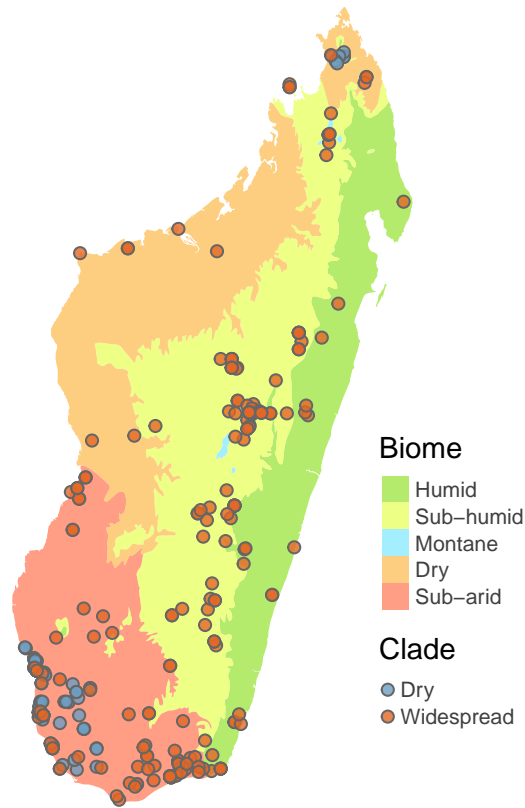 Biome
Humid
Sub−humid
Montane
Dry
Sub−arid
Clade
Dry
Widespread